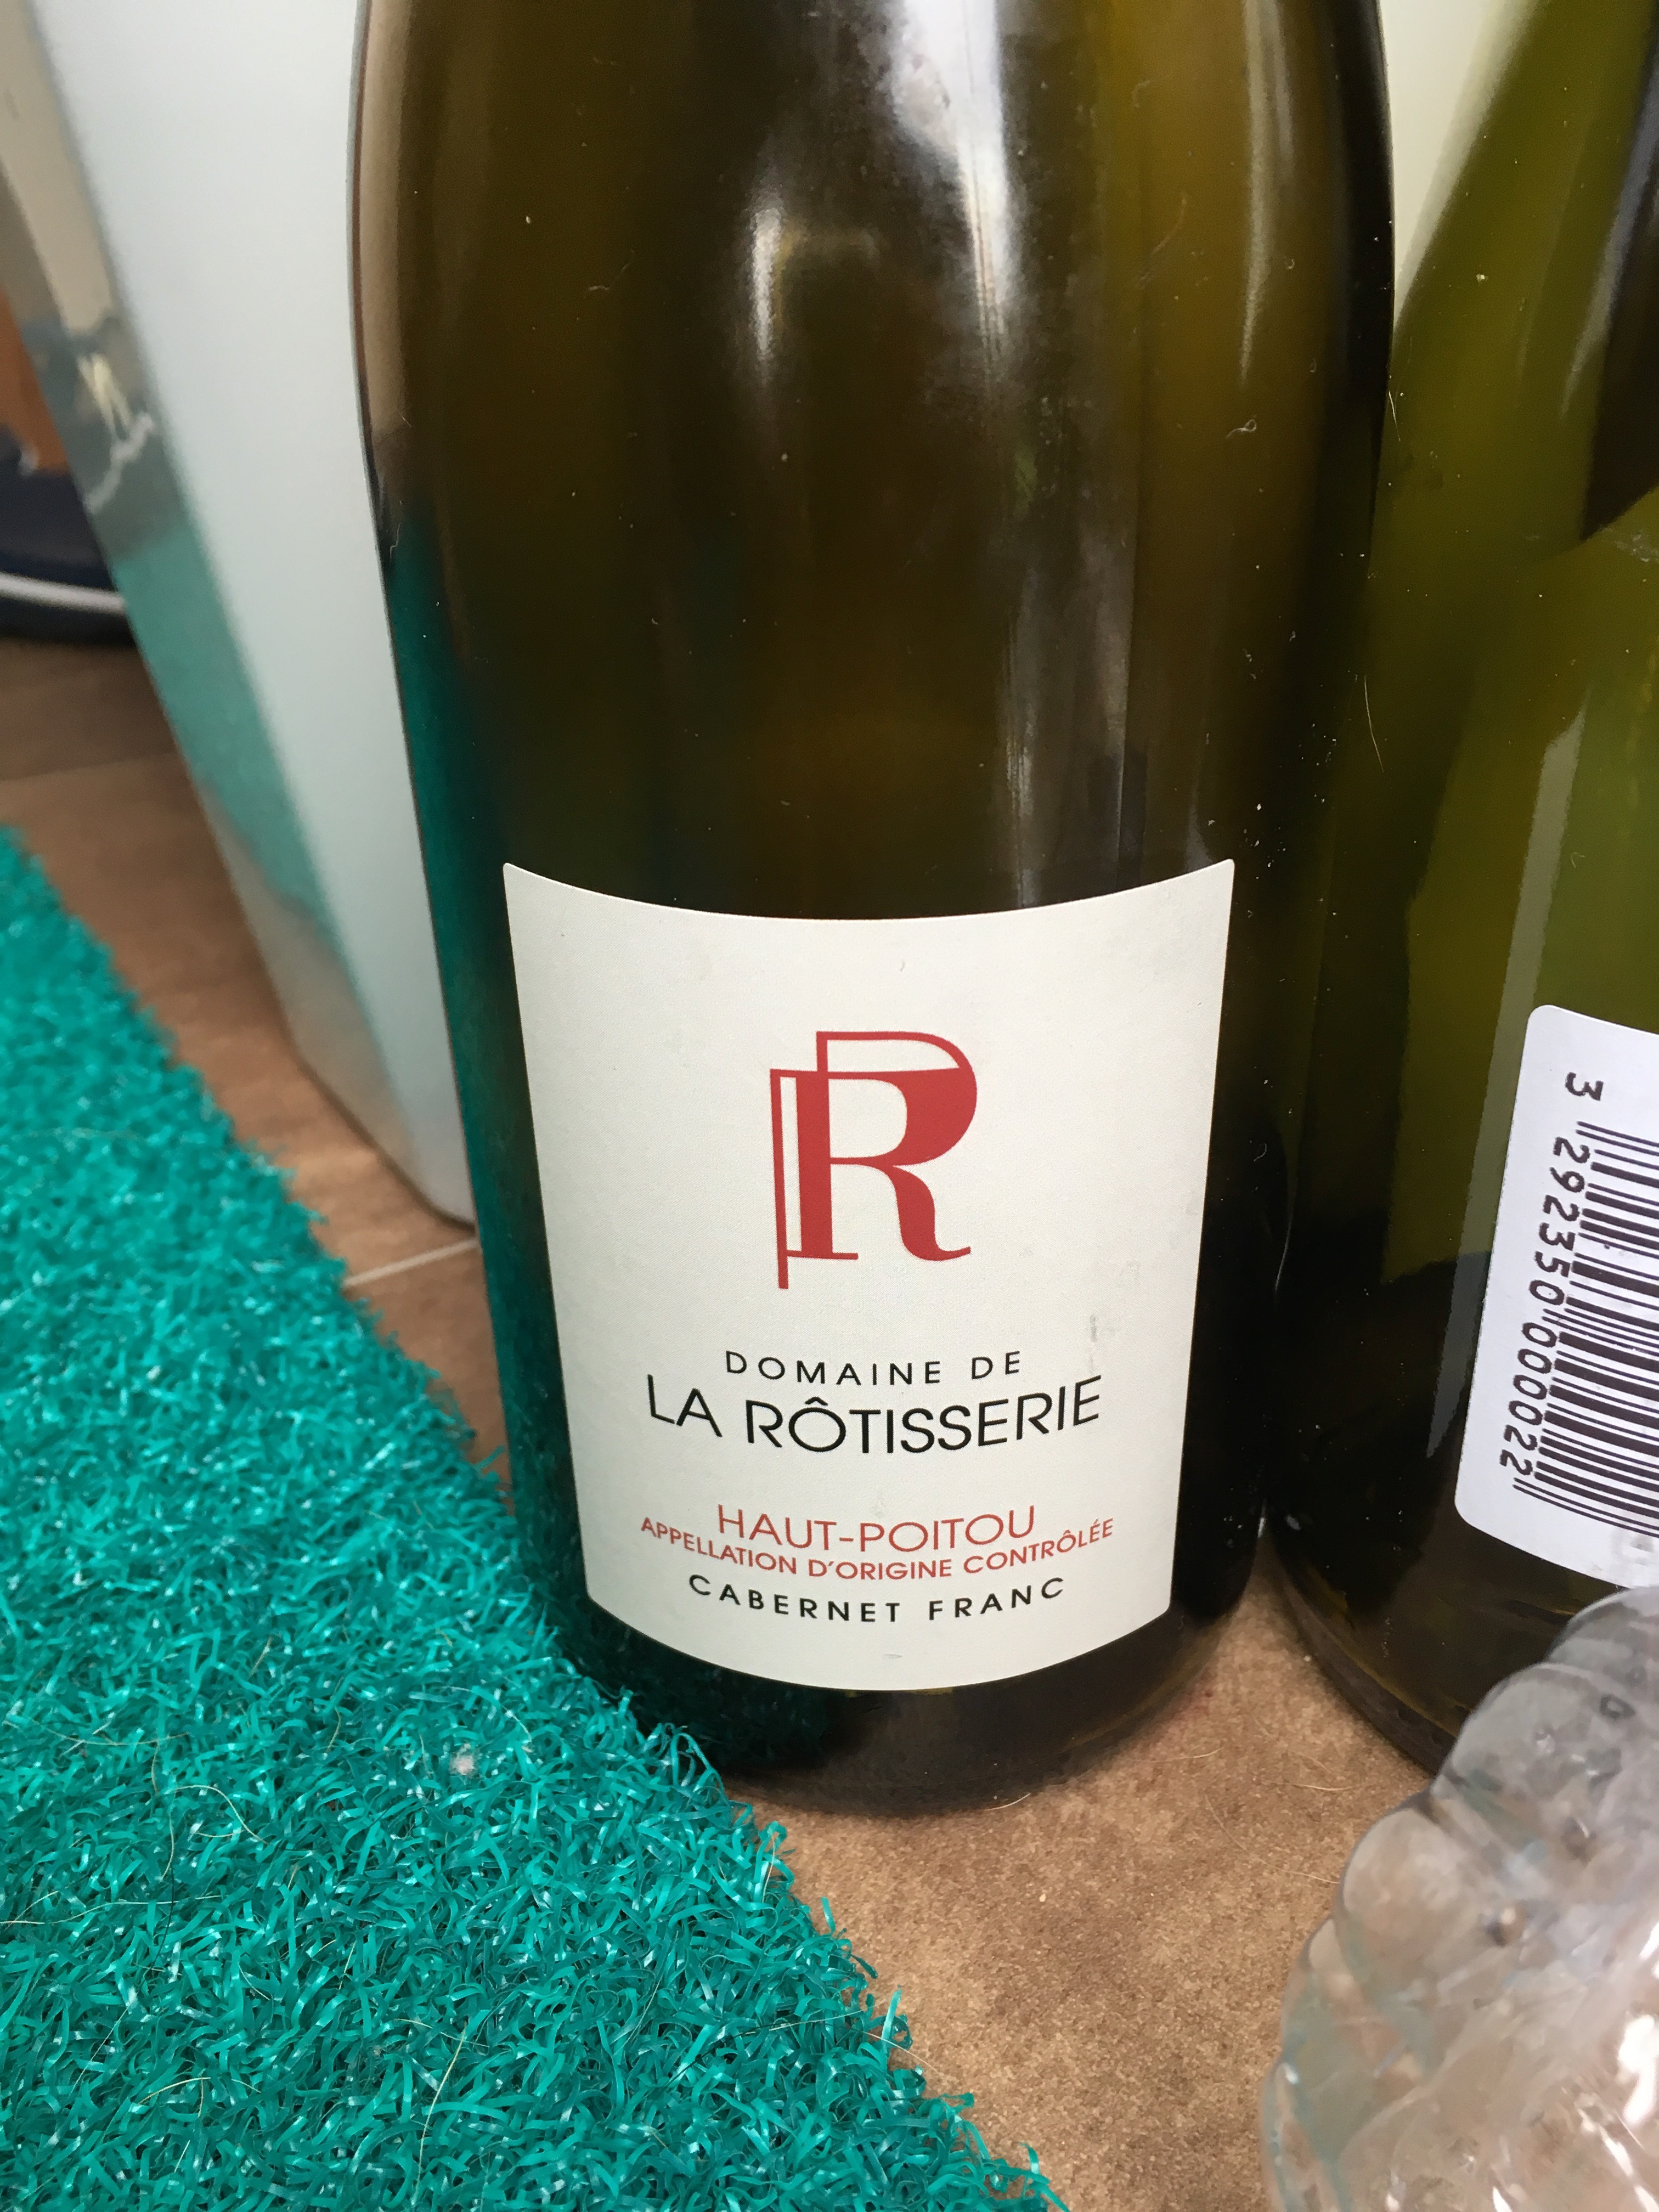 R
DOMAINE DE
LA RÔTISSERIE
HAUT-POITOU
APPELLATION D'ORIGINE CONTRÔLÉE
CABERNET FRANC
3 292350 000022